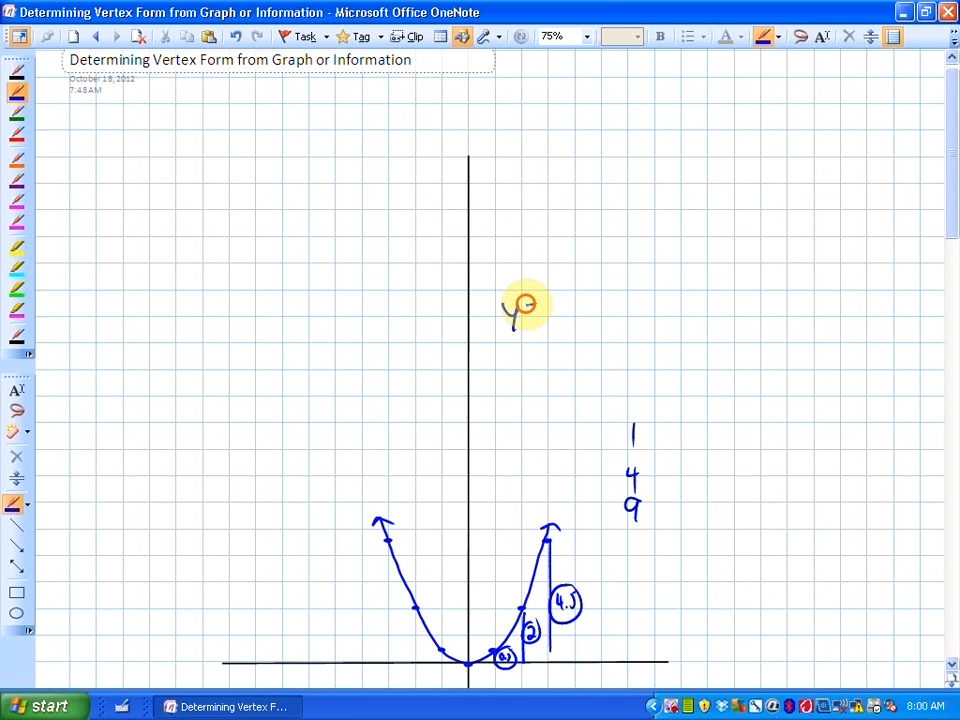 Determining Vertex Form from Graph or Information - Microsoft Office OneNote
Task Tag Clip 75% B A A
Determining Vertex Form from Graph or Information
October 18, 2012
7:48 AM
A
y
1
4
9
4.5
2
start Determining Vertex F... 8:00 AM